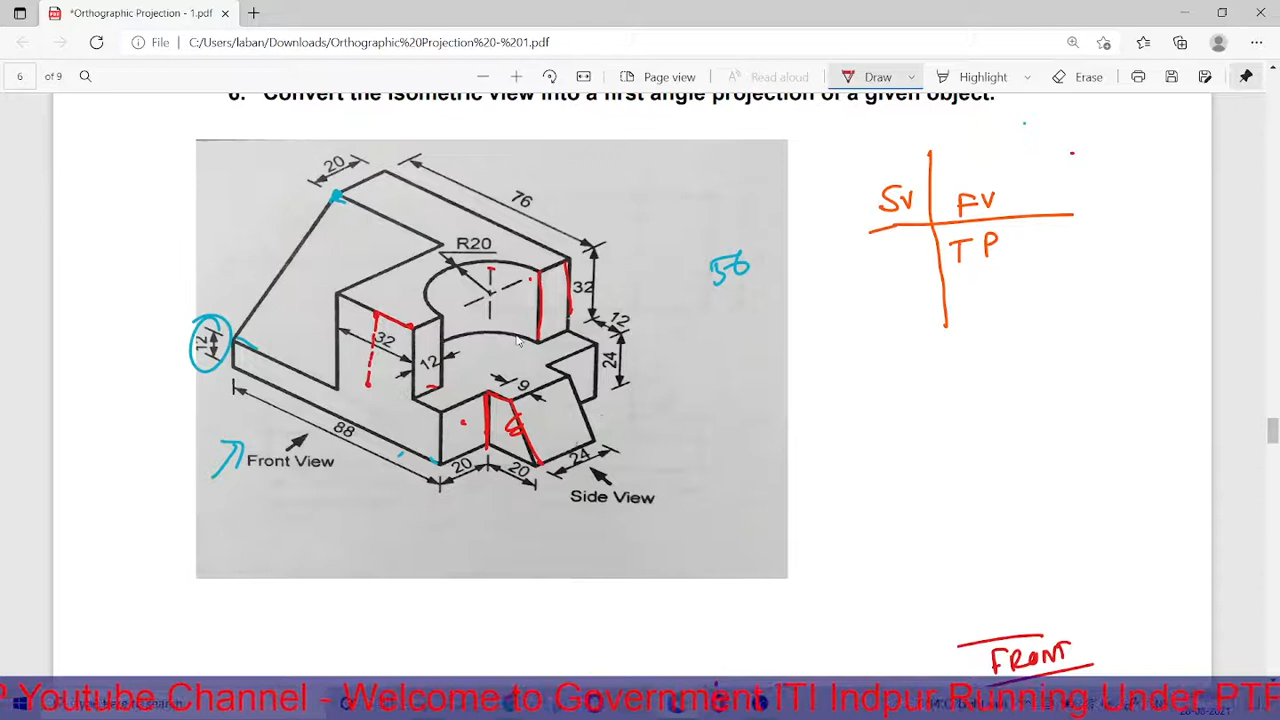 *Orthographic Projection - 1.pdf
File C:/Users/laban/Downloads/Orthographic%20Projection%20-%201.pdf
6 of 9 Page view Read aloud Draw Highlight Erase
6. Convert the isometric view into a first angle projection of a given object.
20
76
R20
32
12
24
12
32
12
9
88
20
20
24
Front View
Side View
56
SV FV
TP
FRONT
P Youtube Channel - Welcome to Government ITI Indpur Running Under PTP